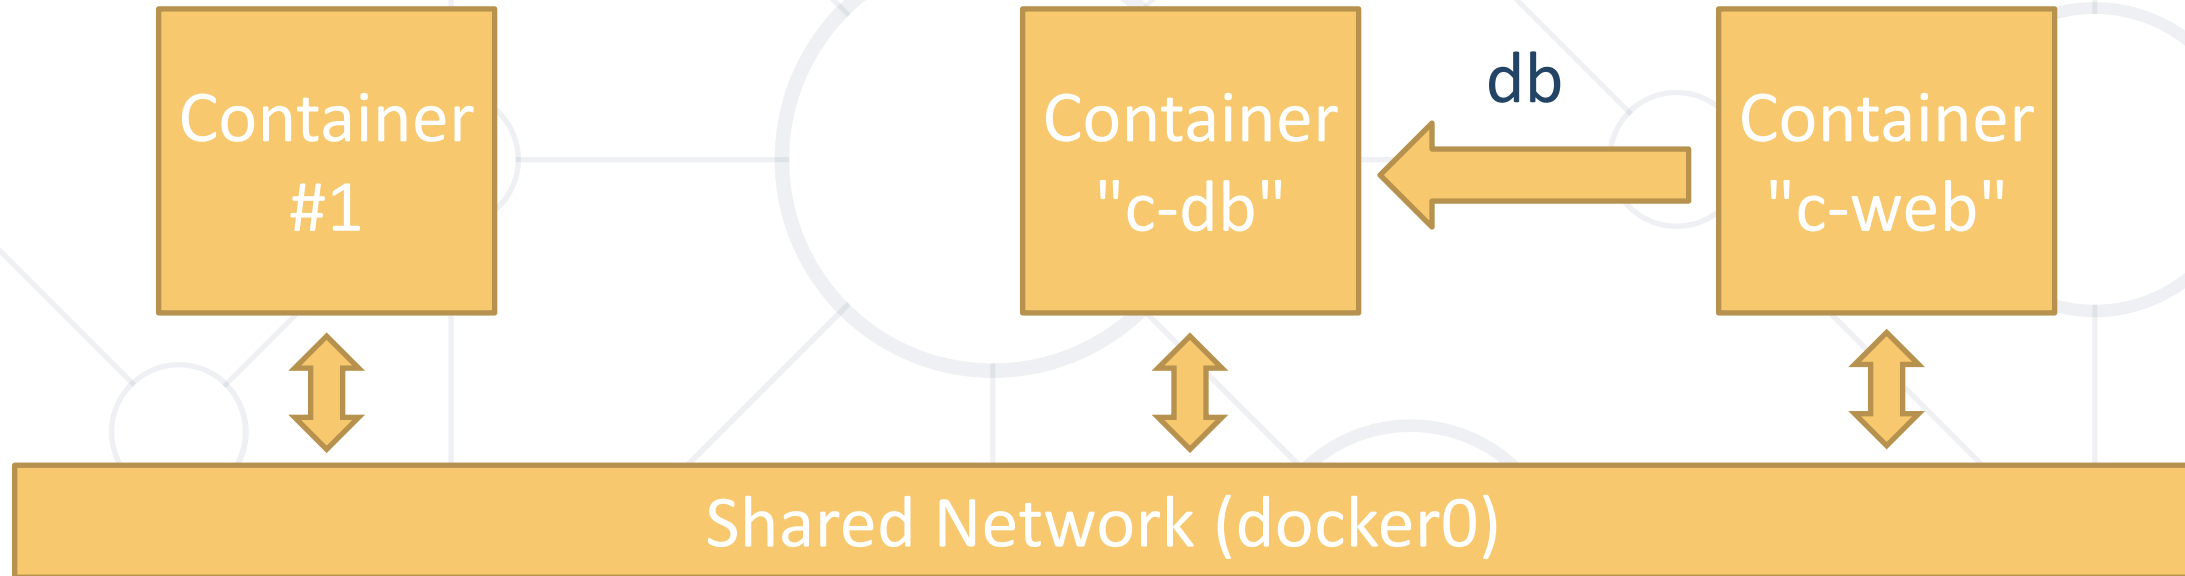 Container
#1
Container
"c-db"
db
Container
"c-web"
Shared Network (docker0)